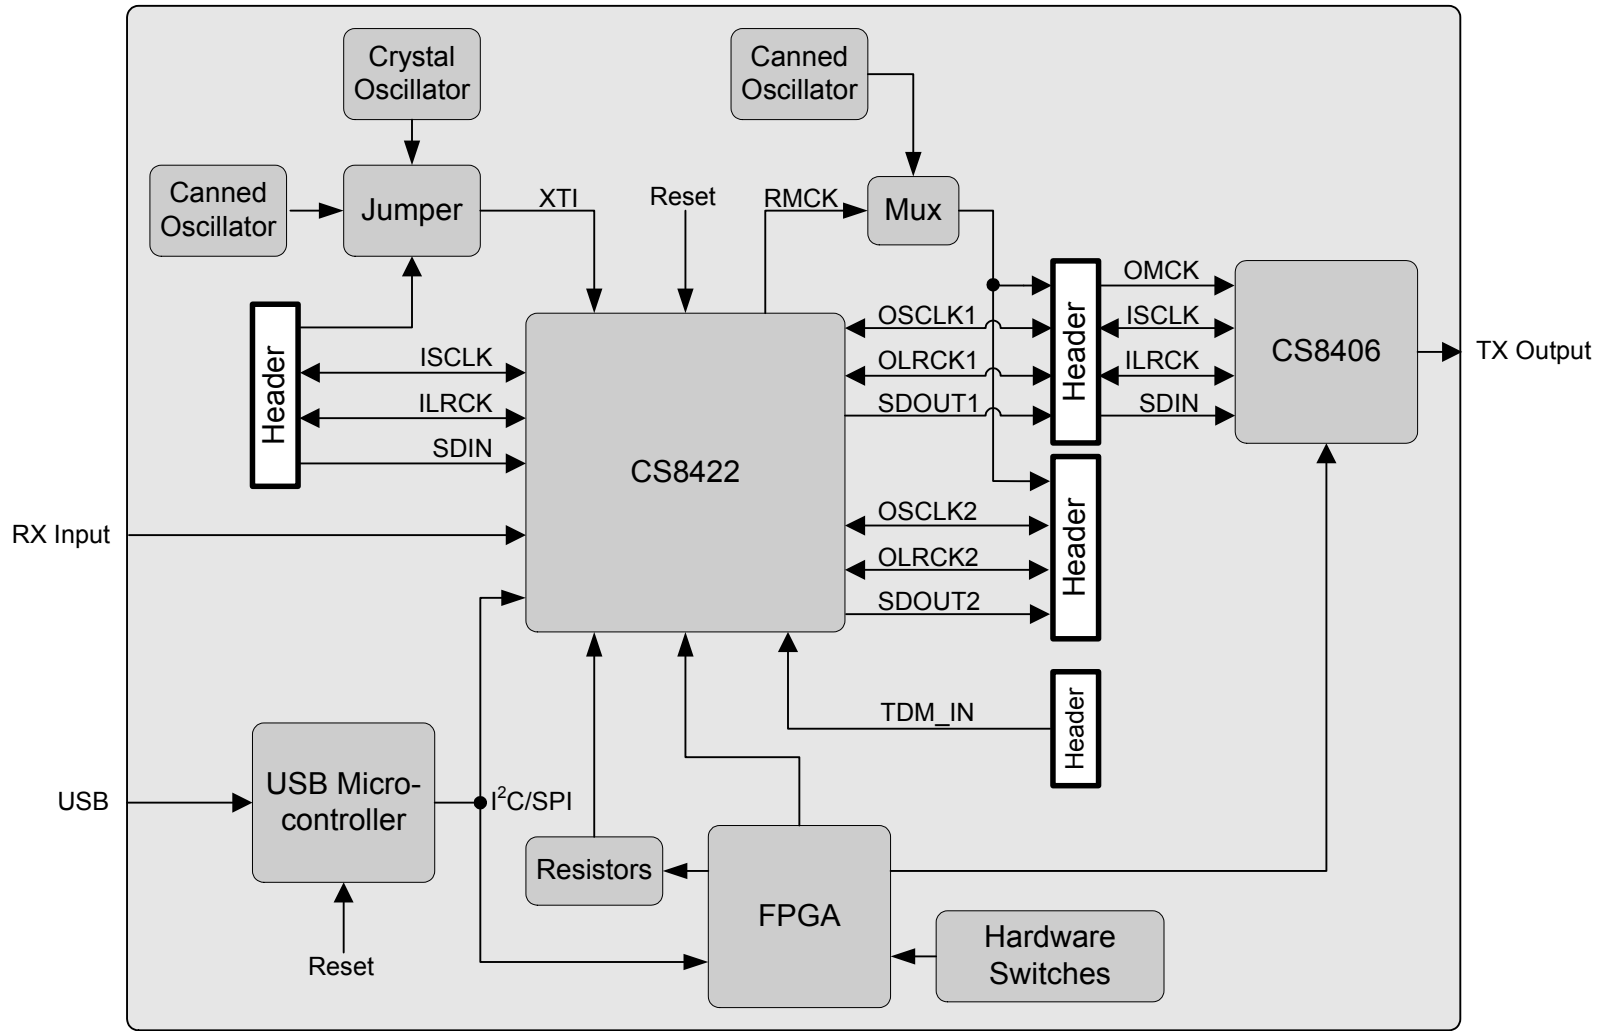 Crystal
Oscillator
Canned
Oscillator
Canned
Oscillator
Jumper
XTI
Reset
RMCK
Mux
Header
ISCLK
ILRCK
SDIN
CS8422
OSCLK1
OLRCK1
SDOUT1
Header
OMCK
ISCLK
ILRCK
SDIN
CS8406
TX Output
RX Input
OSCLK2
OLRCK2
SDOUT2
Header
TDM_IN
Header
USB
USB Micro-
controller
I²C/SPI
Reset
Resistors
FPGA
Hardware
Switches